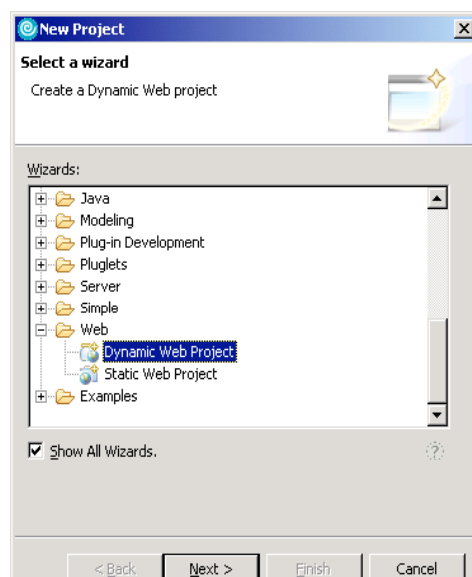 New Project
Select a wizard
Create a Dynamic Web project
Wizards:
Java
Modeling
Plug-in Development
Pluglets
Server
Simple
Web
Dynamic Web Project
Static Web Project
Examples
Show All Wizards.
< Back Next > Finish Cancel